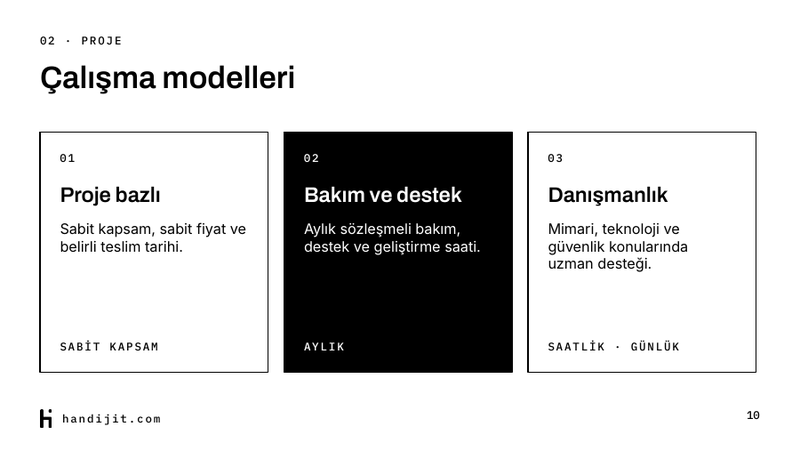 02 · PROJE
Çalışma modelleri
01
Proje bazlı
Sabit kapsam, sabit fiyat ve
belirli teslim tarihi.
SABİT KAPSAM
02
Bakım ve destek
Aylık sözleşmeli bakım,
destek ve geliştirme saati.
AYLIK
03
Danışmanlık
Mimari, teknoloji ve
güvenlik konularında
uzman desteği.
SAATLİK · GÜNLÜK
handijit.com
10